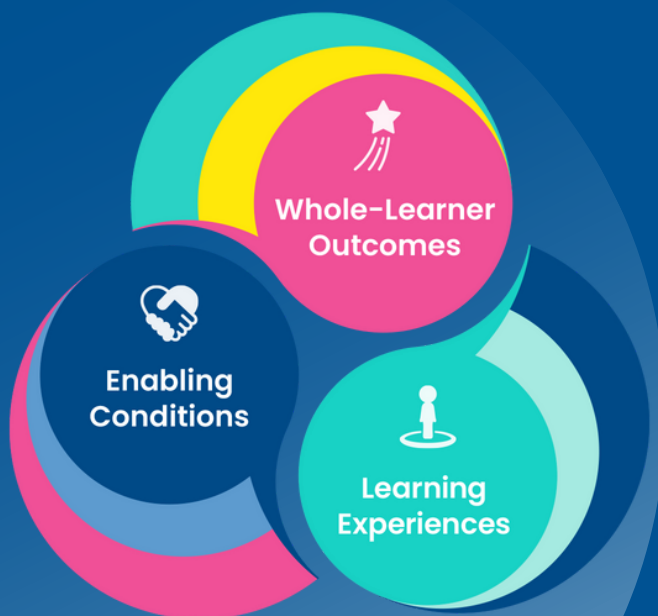 Whole-Learner
Outcomes
Enabling
Conditions
Learning
Experiences